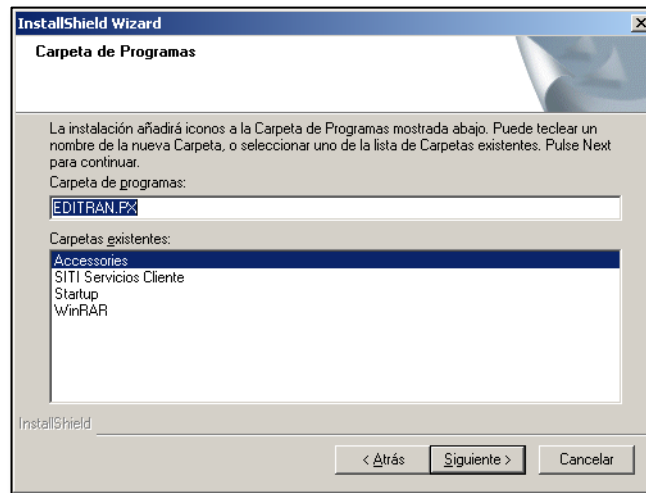 InstallShield Wizard
Carpeta de Programas
La instalación añadirá iconos a la Carpeta de Programas mostrada abajo. Puede teclear un
nombre de la nueva Carpeta, o seleccionar uno de la lista de Carpetas existentes. Pulse Next
para continuar.
Carpeta de programas:
EDITRAN.PX
Carpetas existentes:
Accessories
SITI Servicios Cliente
Startup
WinRAR
InstallShield
< Atrás
Siguiente >
Cancelar